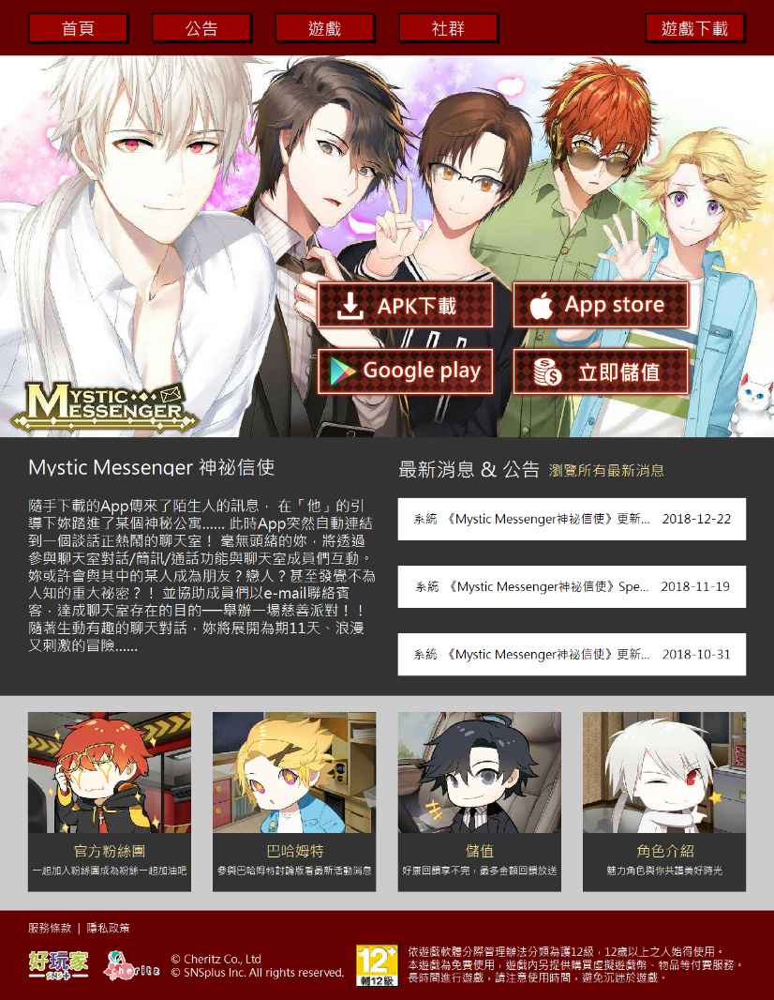 首頁
公告
遊戲
社群
遊戲下載
APK下載
App store
Google play
立即儲值
MYSTIC
MESSENGER
Mystic Messenger 神祕信使
隨手下載的App傳來了陌生人的訊息， 在「他」的引
導下妳踏進了某個神秘公寓...... 此時App突然自動連結
到一個談話正熱鬧的聊天室！ 毫無頭緒的妳，將透過
參與聊天室對話/簡訊/通話功能與聊天室成員們互動。
妳或許會與其中的某人成為朋友？戀人？甚至發覺不為
人知的重大祕密？！ 並協助成員們以e-mail聯絡賓
客，達成聊天室存在的目的──舉辦一場慈善派對！！
隨著生動有趣的聊天對話，妳將展開為期11天、浪漫
又刺激的冒險......
最新消息 & 公告 瀏覽所有最新消息
系統 《Mystic Messenger神祕信使》更新... 2018-12-22
系統 《Mystic Messenger神祕信使》Spe... 2018-11-19
系統 《Mystic Messenger神祕信使》更新... 2018-10-31
官方粉絲團
一起加入粉絲團成為粉絲一起加油吧
巴哈姆特
參與巴哈姆特討論版看最新活動消息
儲值
好康回饋享不完，最多金額回饋放送
角色介紹
魅力角色與你共譜美好時光
服務條款 | 隱私政策
好玩家
SNS+
cheritz
© Cheritz Co., Ltd
© SNSplus Inc. All rights reserved.
12+
輔12級
依遊戲軟體分際管理辦法分類為護12級，12歲以上之人始得使用。
本遊戲為免費使用，遊戲內另提供購買虛擬遊戲幣、物品等付費服務。
長時間進行遊戲，請注意使用時間，避免沉迷於遊戲。